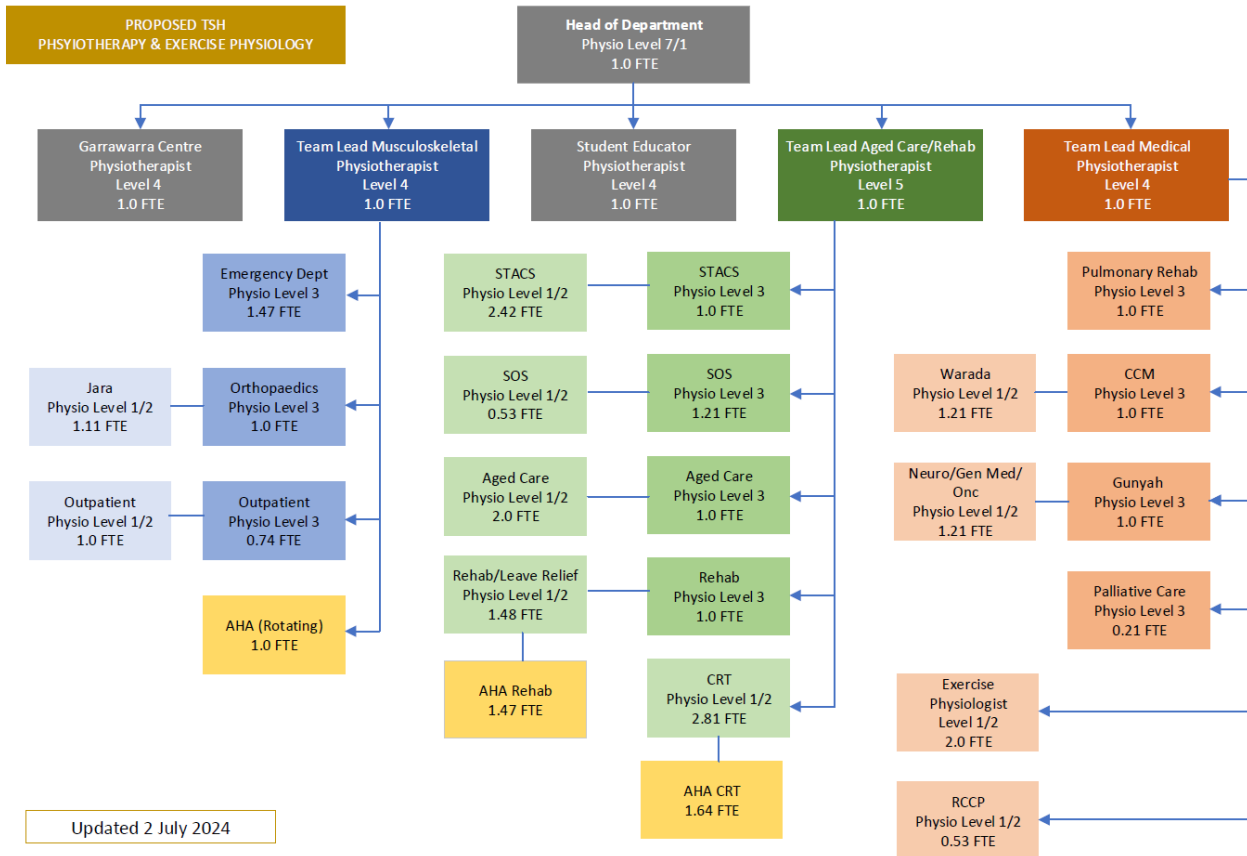 PROPOSED TSH
PHSYIOTHERAPY & EXERCISE PHYSIOLOGY
Head of Department
Physio Level 7/1
1.0 FTE
Garrawarra Centre
Physiotherapist
Level 4
1.0 FTE
Team Lead Musculoskeletal
Physiotherapist
Level 4
1.0 FTE
Student Educator
Physiotherapist
Level 4
1.0 FTE
Team Lead Aged Care/Rehab
Physiotherapist
Level 5
1.0 FTE
Team Lead Medical
Physiotherapist
Level 4
1.0 FTE
Emergency Dept
Physio Level 3
1.47 FTE
STACS
Physio Level 1/2
2.42 FTE
STACS
Physio Level 3
1.0 FTE
Pulmonary Rehab
Physio Level 3
1.0 FTE
Jara
Physio Level 1/2
1.11 FTE
Orthopaedics
Physio Level 3
1.0 FTE
SOS
Physio Level 1/2
0.53 FTE
SOS
Physio Level 3
1.21 FTE
Warada
Physio Level 1/2
1.21 FTE
CCM
Physio Level 3
1.0 FTE
Outpatient
Physio Level 1/2
1.0 FTE
Outpatient
Physio Level 3
0.74 FTE
Aged Care
Physio Level 1/2
2.0 FTE
Aged Care
Physio Level 3
1.0 FTE
Neuro/Gen Med/
Onc
Physio Level 1/2
1.21 FTE
Gunyah
Physio Level 3
1.0 FTE
AHA (Rotating)
1.0 FTE
Rehab/Leave Relief
Physio Level 1/2
1.48 FTE
Rehab
Physio Level 3
1.0 FTE
Palliative Care
Physio Level 3
0.21 FTE
AHA Rehab
1.47 FTE
CRT
Physio Level 1/2
2.81 FTE
Exercise
Physiologist
Level 1/2
2.0 FTE
AHA CRT
1.64 FTE
RCCP
Physio Level 1/2
0.53 FTE
Updated 2 July 2024